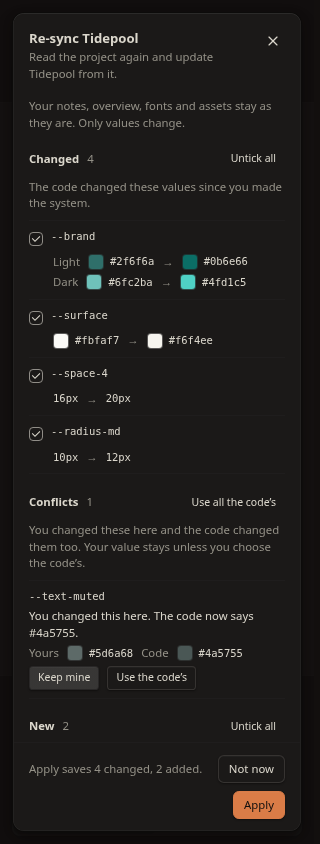 Re-sync Tidepool
Read the project again and update
Tidepool from it.
Your notes, overview, fonts and assets stay as
they are. Only values change.
Changed 4 Untick all
The code changed these values since you made
the system.
--brand
Light #2f6f6a → #0b6e66
Dark #6fc2ba → #4fd1c5
--surface
#fbfaf7 → #f6f4ee
--space-4
16px → 20px
--radius-md
10px → 12px
Conflicts 1 Use all the code's
You changed these here and the code changed
them too. Your value stays unless you choose
the code's.
--text-muted
You changed this here. The code now says
#4a5755.
Yours #5d6a68 Code #4a5755
Keep mine Use the code's
New 2 Untick all
Apply saves 4 changed, 2 added. Not now
Apply